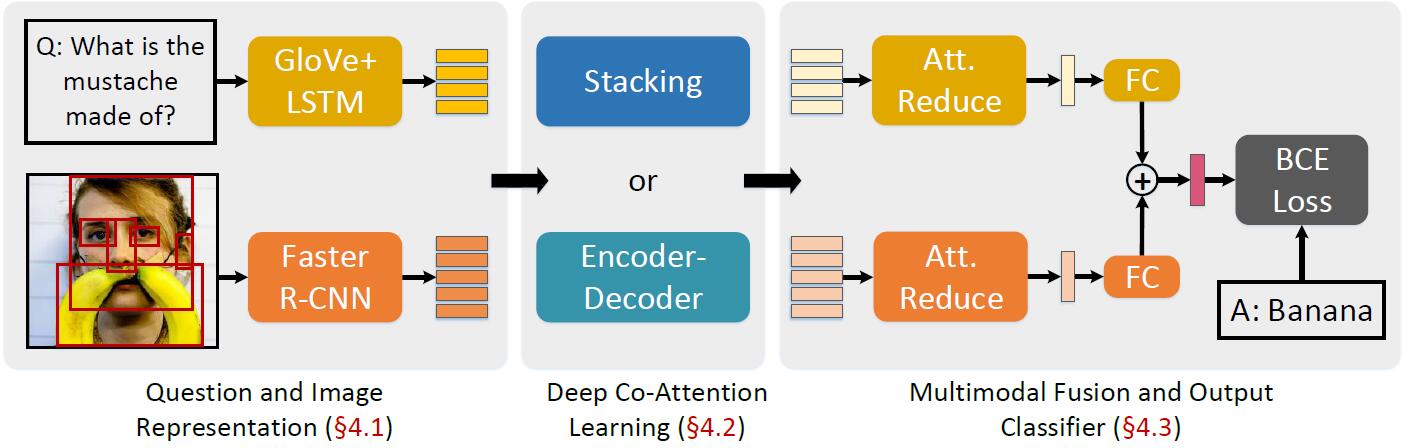 Q: What is the
mustache
made of?
GloVe+
LSTM
Faster
R-CNN
Question and Image
Representation (§4.1)
Stacking
or
Encoder-
Decoder
Deep Co-Attention
Learning (§4.2)
Att.
Reduce
FC
+
Att.
Reduce
FC
BCE
Loss
A: Banana
Multimodal Fusion and Output
Classifier (§4.3)